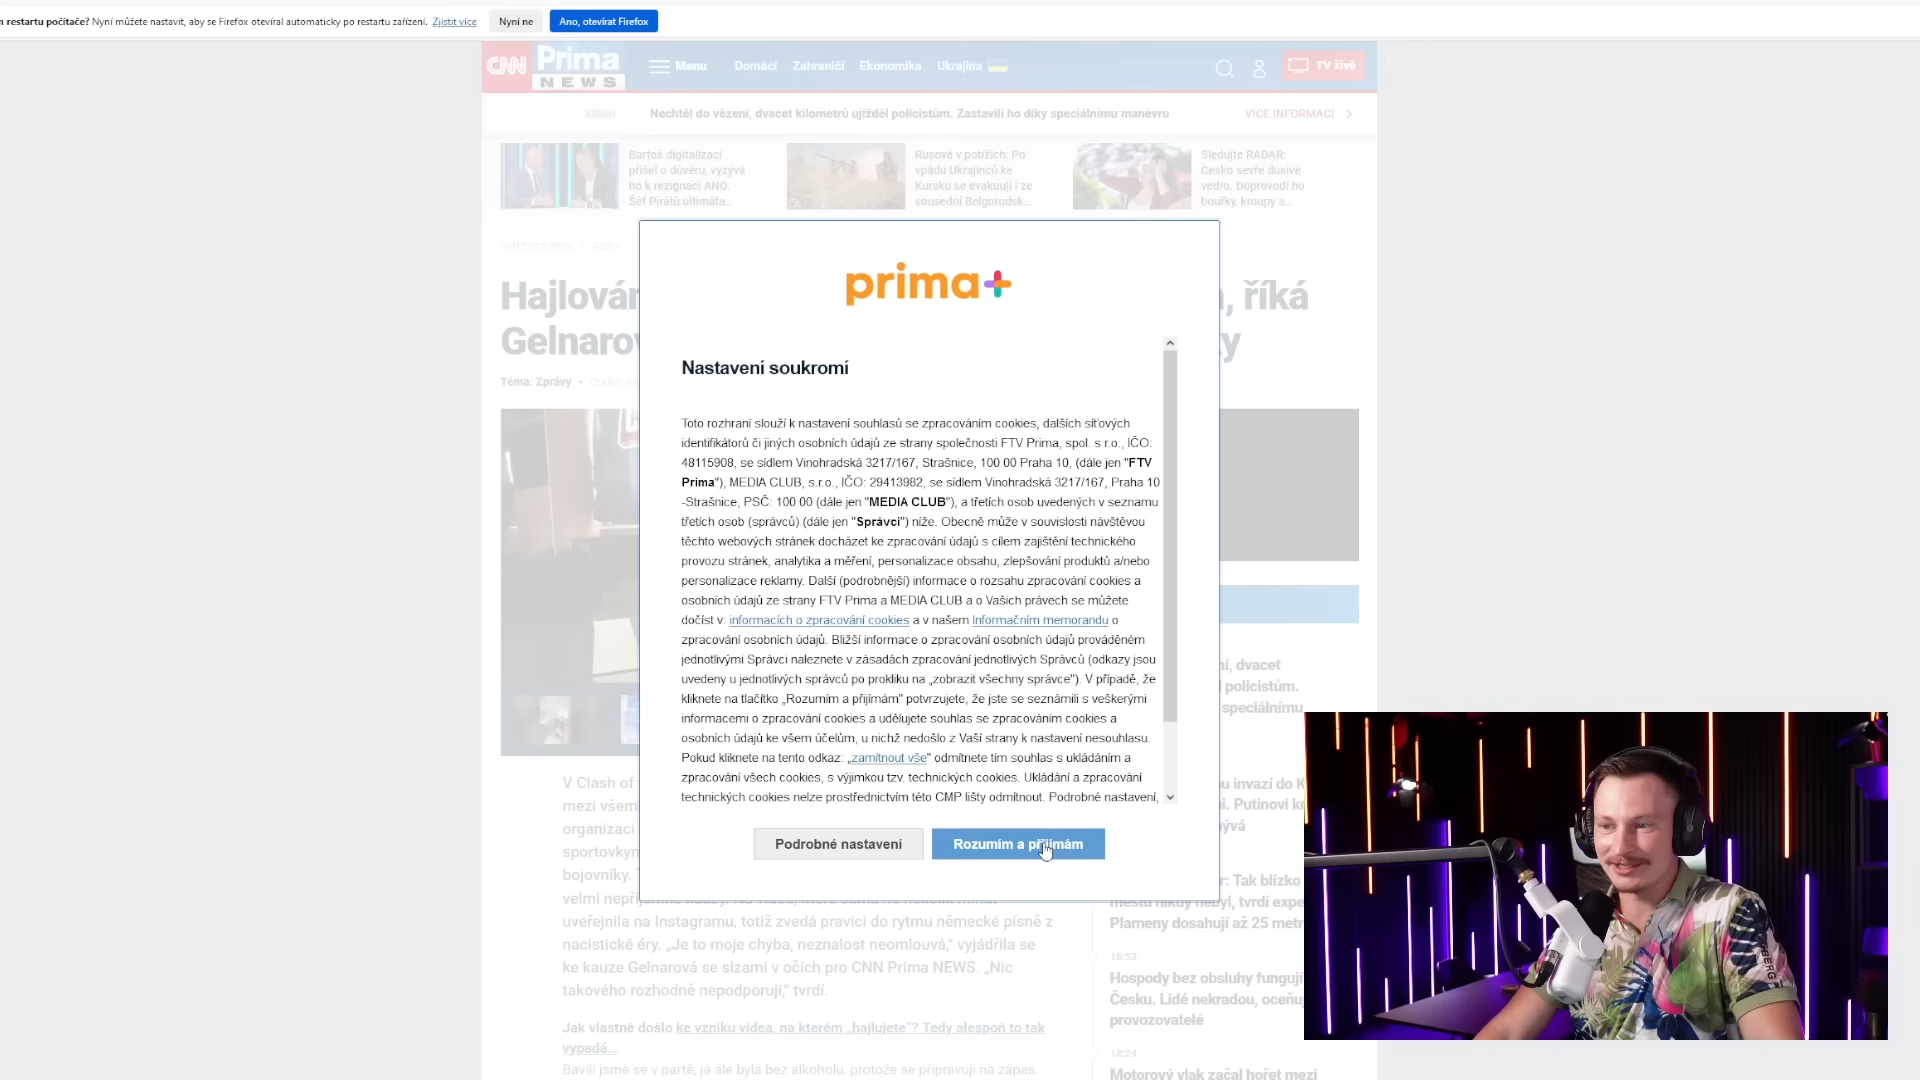 restartu počítače? Nyní můžete nastavit, aby se Firefox otevíral automaticky po restartu zařízení. Zjistit více Nyní ne Ano, otevírat Firefox
CNN Prima NEWS
Menu Domácí Zahraničí Ekonomika Ukrajina TV živě
Nechtěl do vězení, dvacet kilometrů ujížděl policistům. Zastavili ho díky speciálnímu manévru VÍCE INFORMACÍ
Bartoš digitalizací
přišel o důvěru, vyzývá
ho k rezignaci ANO.
Šéf Pirátů ultimáta...
Rusové v potížích: Po
vpádu Ukrajinců ke
Kursku se evakuují i ze
sousední Belgorodsk...
Sledujte RADAR:
Česko sevře dusivé
vedro. Doprovodí ho
bouřky, kroupy a...
CNN Prima News - Zprávy
říká
Téma: Zprávy
prima+
Nastavení soukromí
Toto rozhraní slouží k nastavení souhlasů se zpracováním cookies, dalších síťových
identifikátorů či jiných osobních údajů ze strany společnosti FTV Prima, spol. s r.o., IČO:
48115908, se sídlem Vinohradská 3217/167, Strašnice, 100 00 Praha 10, (dále jen "FTV
Prima"), MEDIA CLUB, s.r.o., IČO: 29413982, se sídlem Vinohradská 3217/167, Praha 10
-Strašnice, PSČ: 100 00 (dále jen "MEDIA CLUB"), a třetích osob uvedených v seznamu
třetích osob (správců) (dále jen "Správci") níže. Obecně může v souvislosti návštěvou
těchto webových stránek docházet ke zpracování údajů s cílem zajištění technického
provozu stránek, analytika a měření, personalizace obsahu, zlepšování produktů a/nebo
personalizace reklamy. Další (podrobnější) informace o rozsahu zpracování cookies a
osobních údajů ze strany FTV Prima a MEDIA CLUB a o Vašich právech se můžete
dočíst v: informacích o zpracování cookies a v našem Informačním memorandu o
zpracování osobních údajů. Bližší informace o zpracování osobních údajů prováděném
jednotlivými Správci naleznete v zásadách zpracování jednotlivých Správců (odkazy jsou
uvedeny u jednotlivých správců po prokliku na „zobrazit všechny správce"). V případě, že
kliknete na tlačítko „Rozumím a přijímám" potvrzujete, že jste se seznámili s veškerými
informacemi o zpracování cookies a udělujete souhlas se zpracováním cookies a
osobních údajů ke všem účelům, u nichž nedošlo z Vaší strany k nastavení nesouhlasu.
Pokud kliknete na tento odkaz: „zamítnout vše" odmítnete tím souhlas s ukládáním a
zpracování všech cookies, s výjimkou tzv. technických cookies. Ukládání a zpracování
technických cookies nelze prostřednictvím této CMP lišty odmítnout. Podrobné nastavení,
Podrobné nastavení Rozumím a přijímám
V Clash of
mezi všem
organizaci
sportovkyn
bojovníky.
velmi
uveřejnila na Instagramu, totiž zvedá pravici do rytmu německé písně z
nacistické éry. „Je to moje chyba, neznalost neomlouvá," vyjádřila se
ke kauze Gelnarová se slzami v očích pro CNN Prima NEWS. „Nic
takového rozhodně nepodporuji," tvrdí.
Jak vlastně došlo ke vzniku videa, na kterém „hajlujete"? Tedy alespoň to tak
vypadá...
Bavili jsme se v partě, já ale byla bez alkoholu, protože se připravuji na zápas.
dvacet
policistům.
speciálnímu
invazí do K
Putinovi
Tak blízko
tvrdí
Plameny dosahují až 25
18:53
Hospody bez obsluhy fungují
Česku. Lidé nekradou,
provozovatelé
18:24
Motorový vlak začal hořet mezi